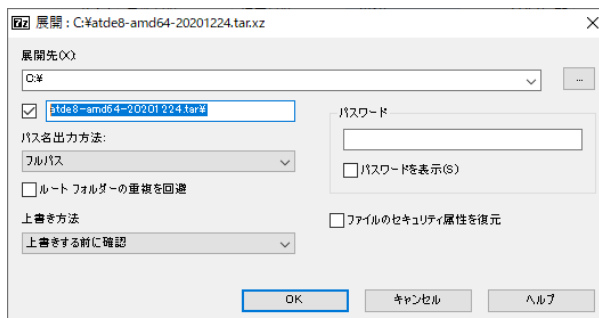 7z 展開 : C:¥atde8-amd64-20201224.tar.xz
展開先(X):
C:¥
...
atde8-amd64-20201224.tar¥
パスワード
パス名出力方法:
フルパス
パスワードを表示(S)
ルート フォルダーの重複を回避
上書き方法
ファイルのセキュリティ属性を復元
上書きする前に確認
OK
キャンセル
ヘルプ